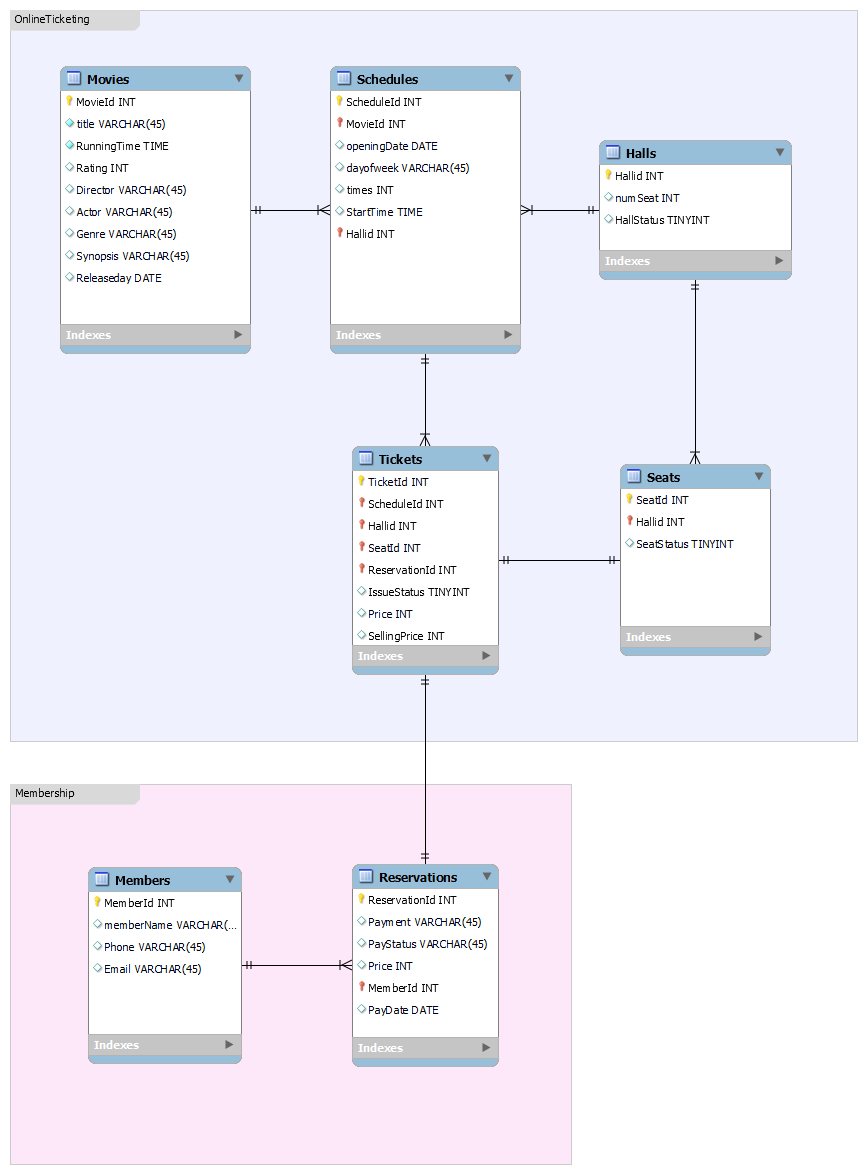 OnlineTicketing
Movies
MovieId INT
title VARCHAR(45)
RunningTime TIME
Rating INT
Director VARCHAR(45)
Actor VARCHAR(45)
Genre VARCHAR(45)
Synopsis VARCHAR(45)
Releaseday DATE
Indexes
Schedules
ScheduleId INT
MovieId INT
openingDate DATE
dayofweek VARCHAR(45)
times INT
StartTime TIME
Hallid INT
Indexes
Halls
Hallid INT
numSeat INT
HallStatus TINYINT
Indexes
Tickets
TicketId INT
ScheduleId INT
Hallid INT
SeatId INT
ReservationId INT
IssueStatus TINYINT
Price INT
SellingPrice INT
Indexes
Seats
SeatId INT
Hallid INT
SeatStatus TINYINT
Indexes
Membership
Members
MemberId INT
memberName VARCHAR(...
Phone VARCHAR(45)
Email VARCHAR(45)
Indexes
Reservations
ReservationId INT
Payment VARCHAR(45)
PayStatus VARCHAR(45)
Price INT
MemberId INT
PayDate DATE
Indexes